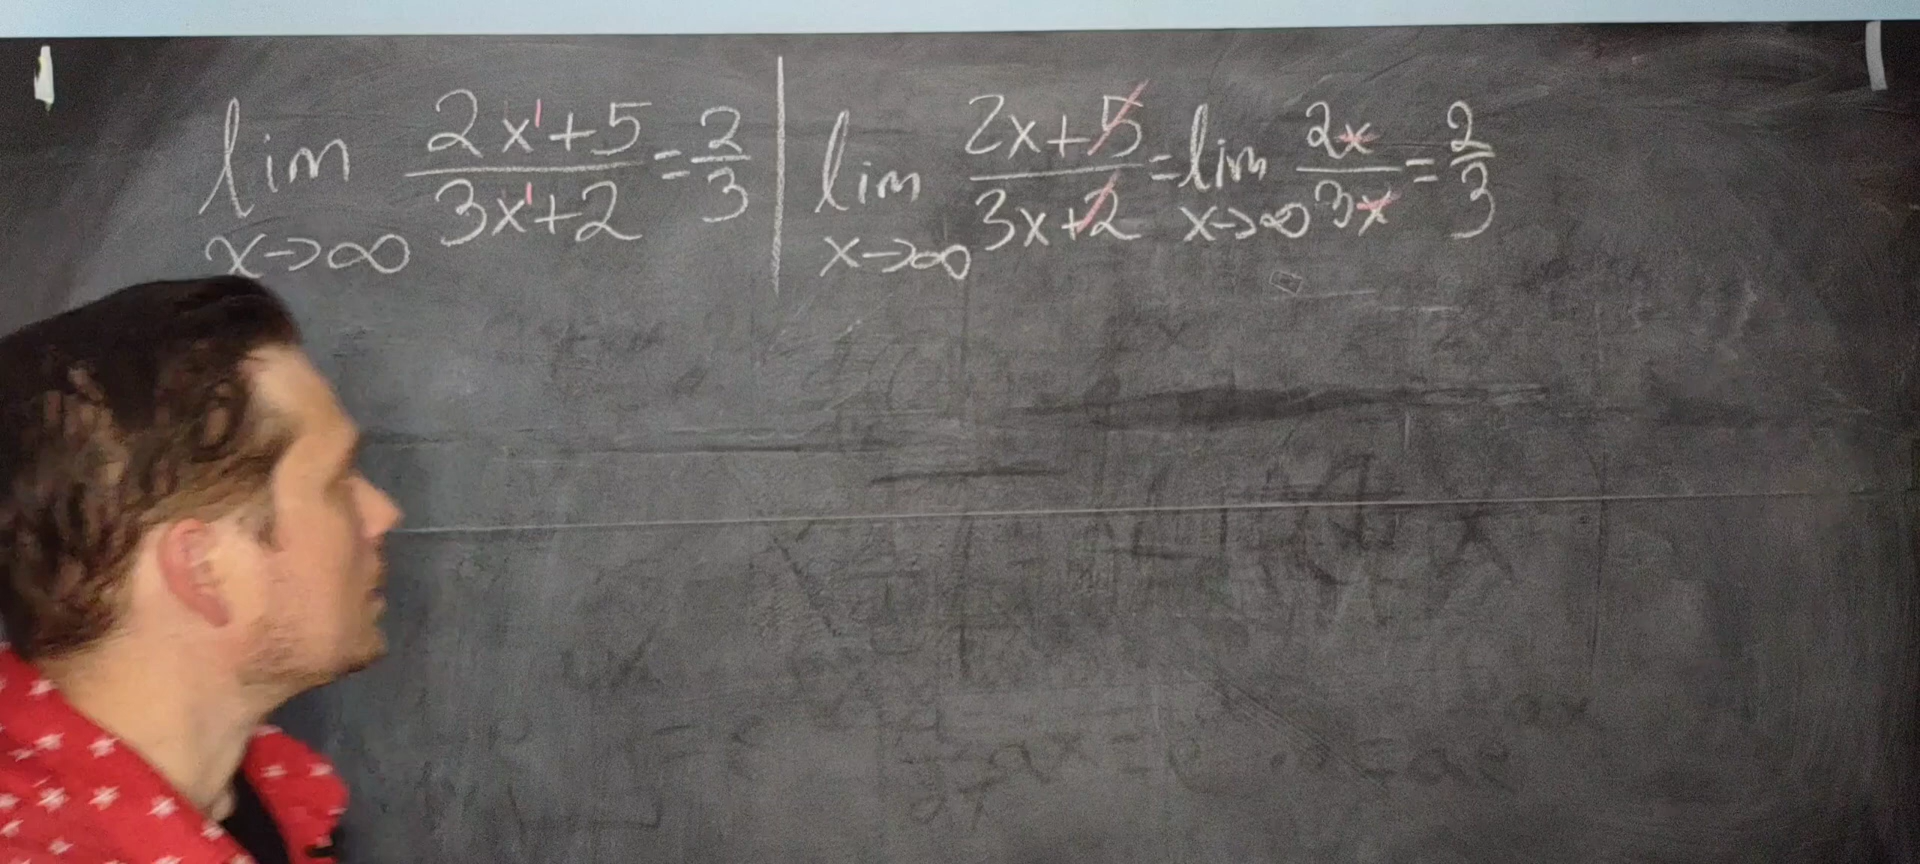 lim x→∞ (2x¹+5)/(3x¹+2) = 2/3
lim x→∞ (2x+5)/(3x+2) = lim x→∞ 2x/3x = 2/3